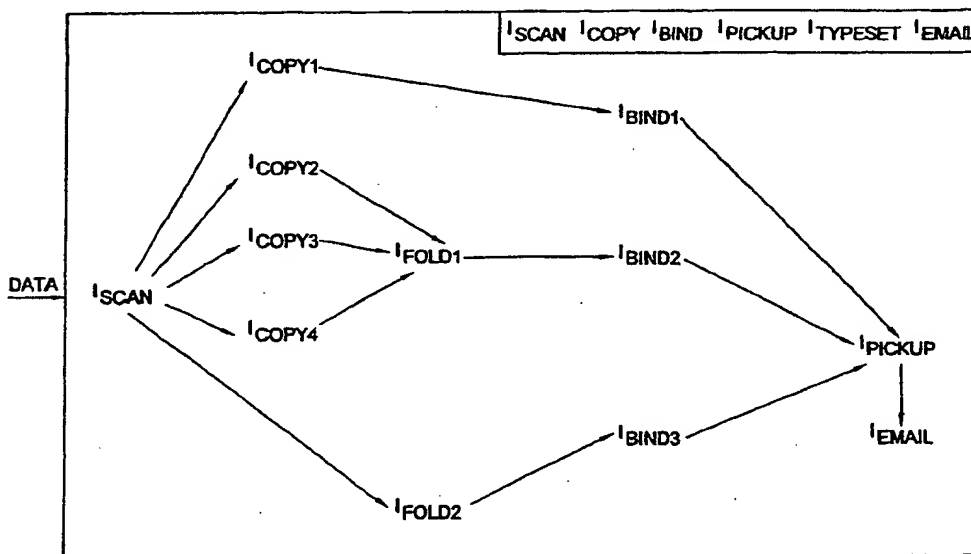 ISCAN ICOPY IBIND IPICKUP ITYPESET IEMAIL
ICOPY1
IBIND1
ICOPY2
ICOPY3
IFOLD1
IBIND2
DATA
ISCAN
ICOPY4
IPICKUP
IBIND3
IEMAIL
IFOLD2